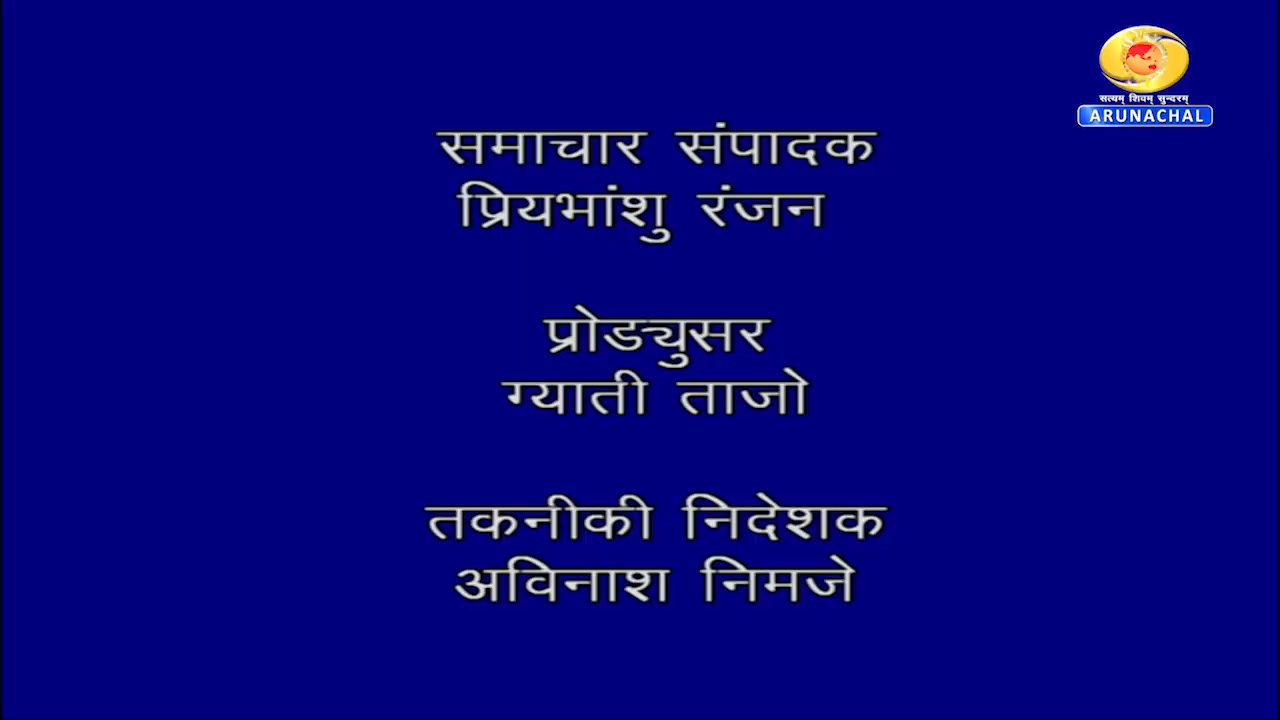 सत्यम् शिवम् सुन्दरम्
ARUNACHAL
समाचार संपादक
प्रियभांशु रंजन
प्रोड्युसर
ग्याती ताजो
तकनीकी निदेशक
अविनाश निमजे